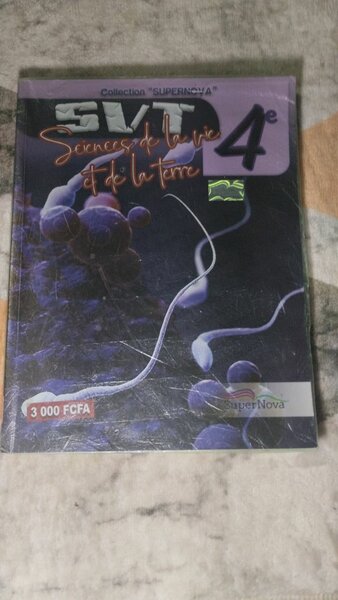 Collection "SUPERNOVA"
SVT
4e
Sciences de la vie
et de la terre
3 000 FCFA
SuperNova